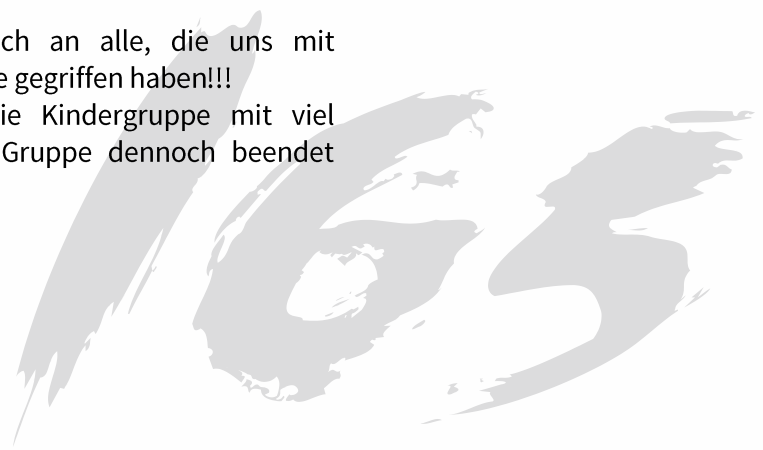 ch an alle, die uns mit
e gegriffen haben!!!
ie Kindergruppe mit viel
Gruppe dennoch beendet
165